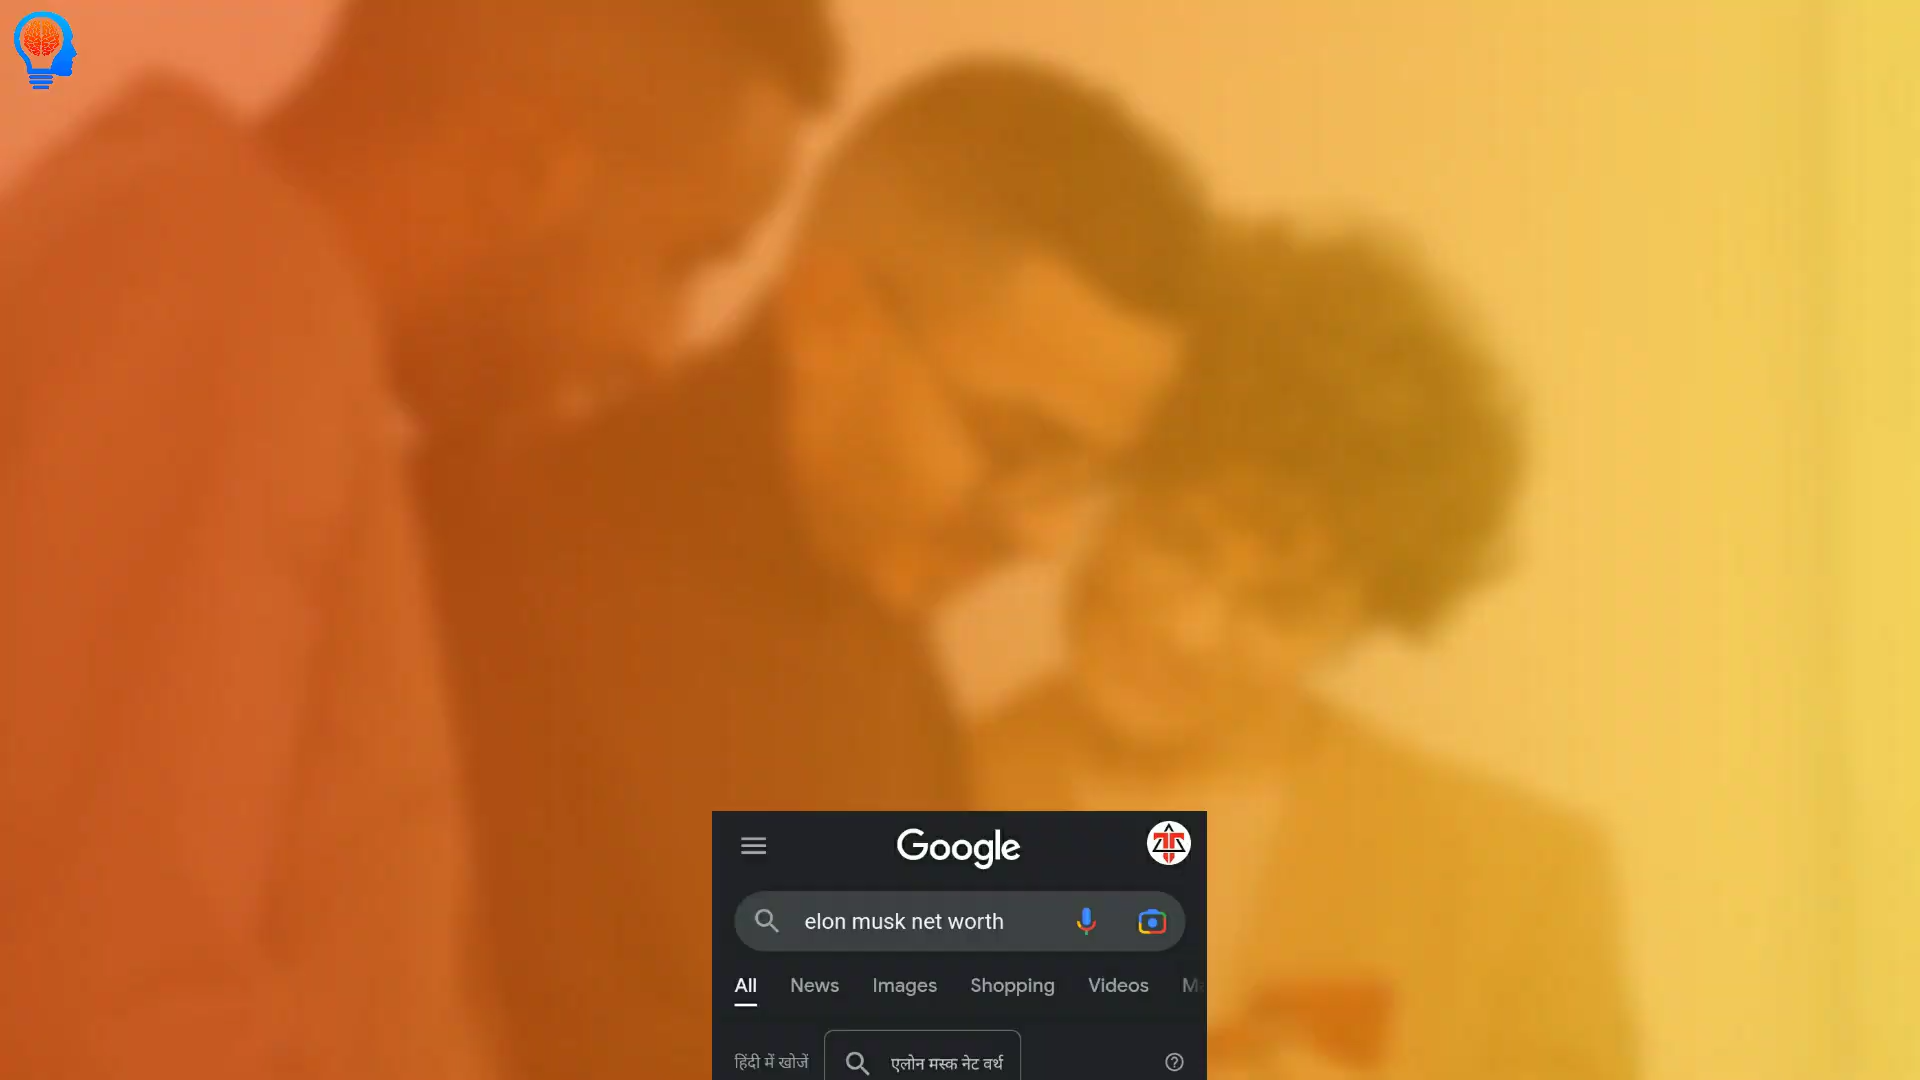 Google
elon musk net worth
All News Images Shopping Videos
हिंदी में खोजें एलोन मस्क नेट वर्थ